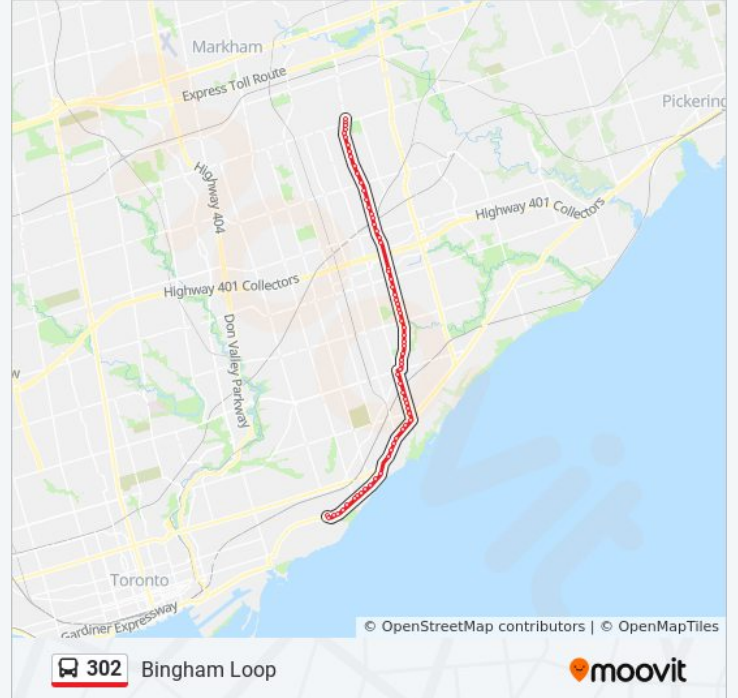 Markham
Express Toll Route
Pickering
Highway 404
Highway 401 Collectors
Highway 401 Collectors
Don Valley Parkway
W
Toronto
Gardiner Expressway
© OpenStreetMap contributors | © OpenMapTiles
302 Bingham Loop
moovit